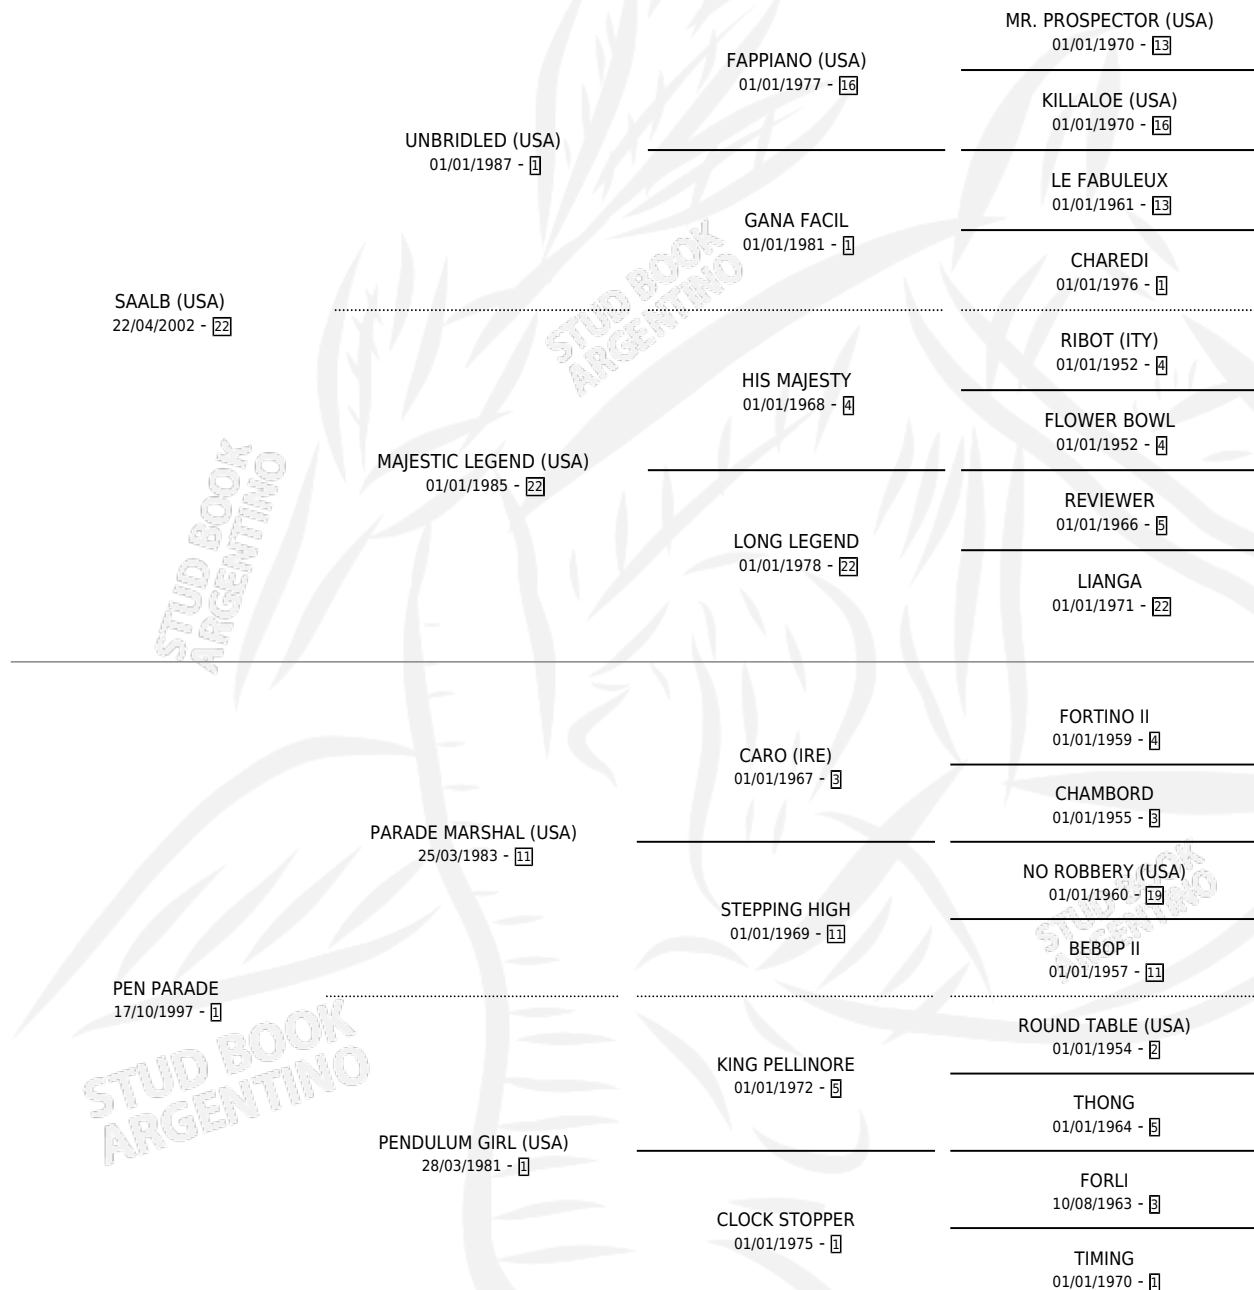 MR. PROSPECTOR (USA)
01/01/1970 - 13
FAPPIANO (USA)
01/01/1977 - 16
KILLALOE (USA)
01/01/1970 - 16
UNBRIDLED (USA)
01/01/1987 - 1
LE FABULEUX
01/01/1961 - 13
GANA FACIL
01/01/1981 - 1
CHAREDI
01/01/1976 - 1
SAALB (USA)
22/04/2002 - 22
RIBOT (ITY)
01/01/1952 - 4
HIS MAJESTY
01/01/1968 - 4
FLOWER BOWL
01/01/1952 - 4
MAJESTIC LEGEND (USA)
01/01/1985 - 22
REVIEWER
01/01/1966 - 5
LONG LEGEND
01/01/1978 - 22
LIANGA
01/01/1971 - 22
STUD BOOK
ARGENTINO
STUD BOOK
ARGENTINO
FORTINO II
01/01/1959 - 4
CARO (IRE)
01/01/1967 - 3
CHAMBORD
01/01/1955 - 3
PARADE MARSHAL (USA)
25/03/1983 - 11
NO ROBBERY (USA)
01/01/1960 - 19
STEPPING HIGH
01/01/1969 - 11
BEBOP II
01/01/1957 - 11
PEN PARADE
17/10/1997 - 1
ROUND TABLE (USA)
01/01/1954 - 2
KING PELLINORE
01/01/1972 - 5
THONG
01/01/1964 - 5
PENDULUM GIRL (USA)
28/03/1981 - 1
FORLI
10/08/1963 - 3
CLOCK STOPPER
01/01/1975 - 1
TIMING
01/01/1970 - 1
STUD BOOK
ARGENTINO
STUD BOOK
ARGENTINO